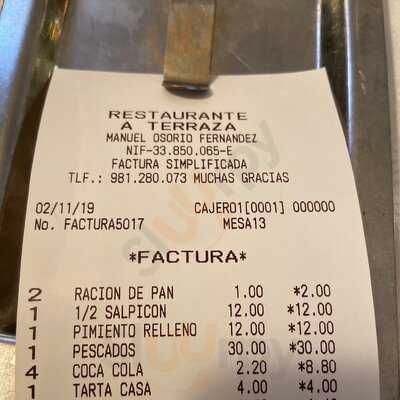 RESTAURANTE
A TERRAZA
MANUEL OSORIO FERNANDEZ
NIF-33.850.065-E
FACTURA SIMPLIFICADA
TLF.: 981.280.073 MUCHAS GRACIAS
02/11/19 CAJERO1[0001] 000000
No. FACTURA5017 MESA13
*FACTURA*
2 RACION DE PAN 1.00 *2.00
1 1/2 SALPICON 12.00 *12.00
1 PIMIENTO RELLENO 12.00 *12.00
1 PESCADOS 30.00 *30.00
4 COCA COLA 2.20 *8.80
1 TARTA CASA 4.00 *4.00